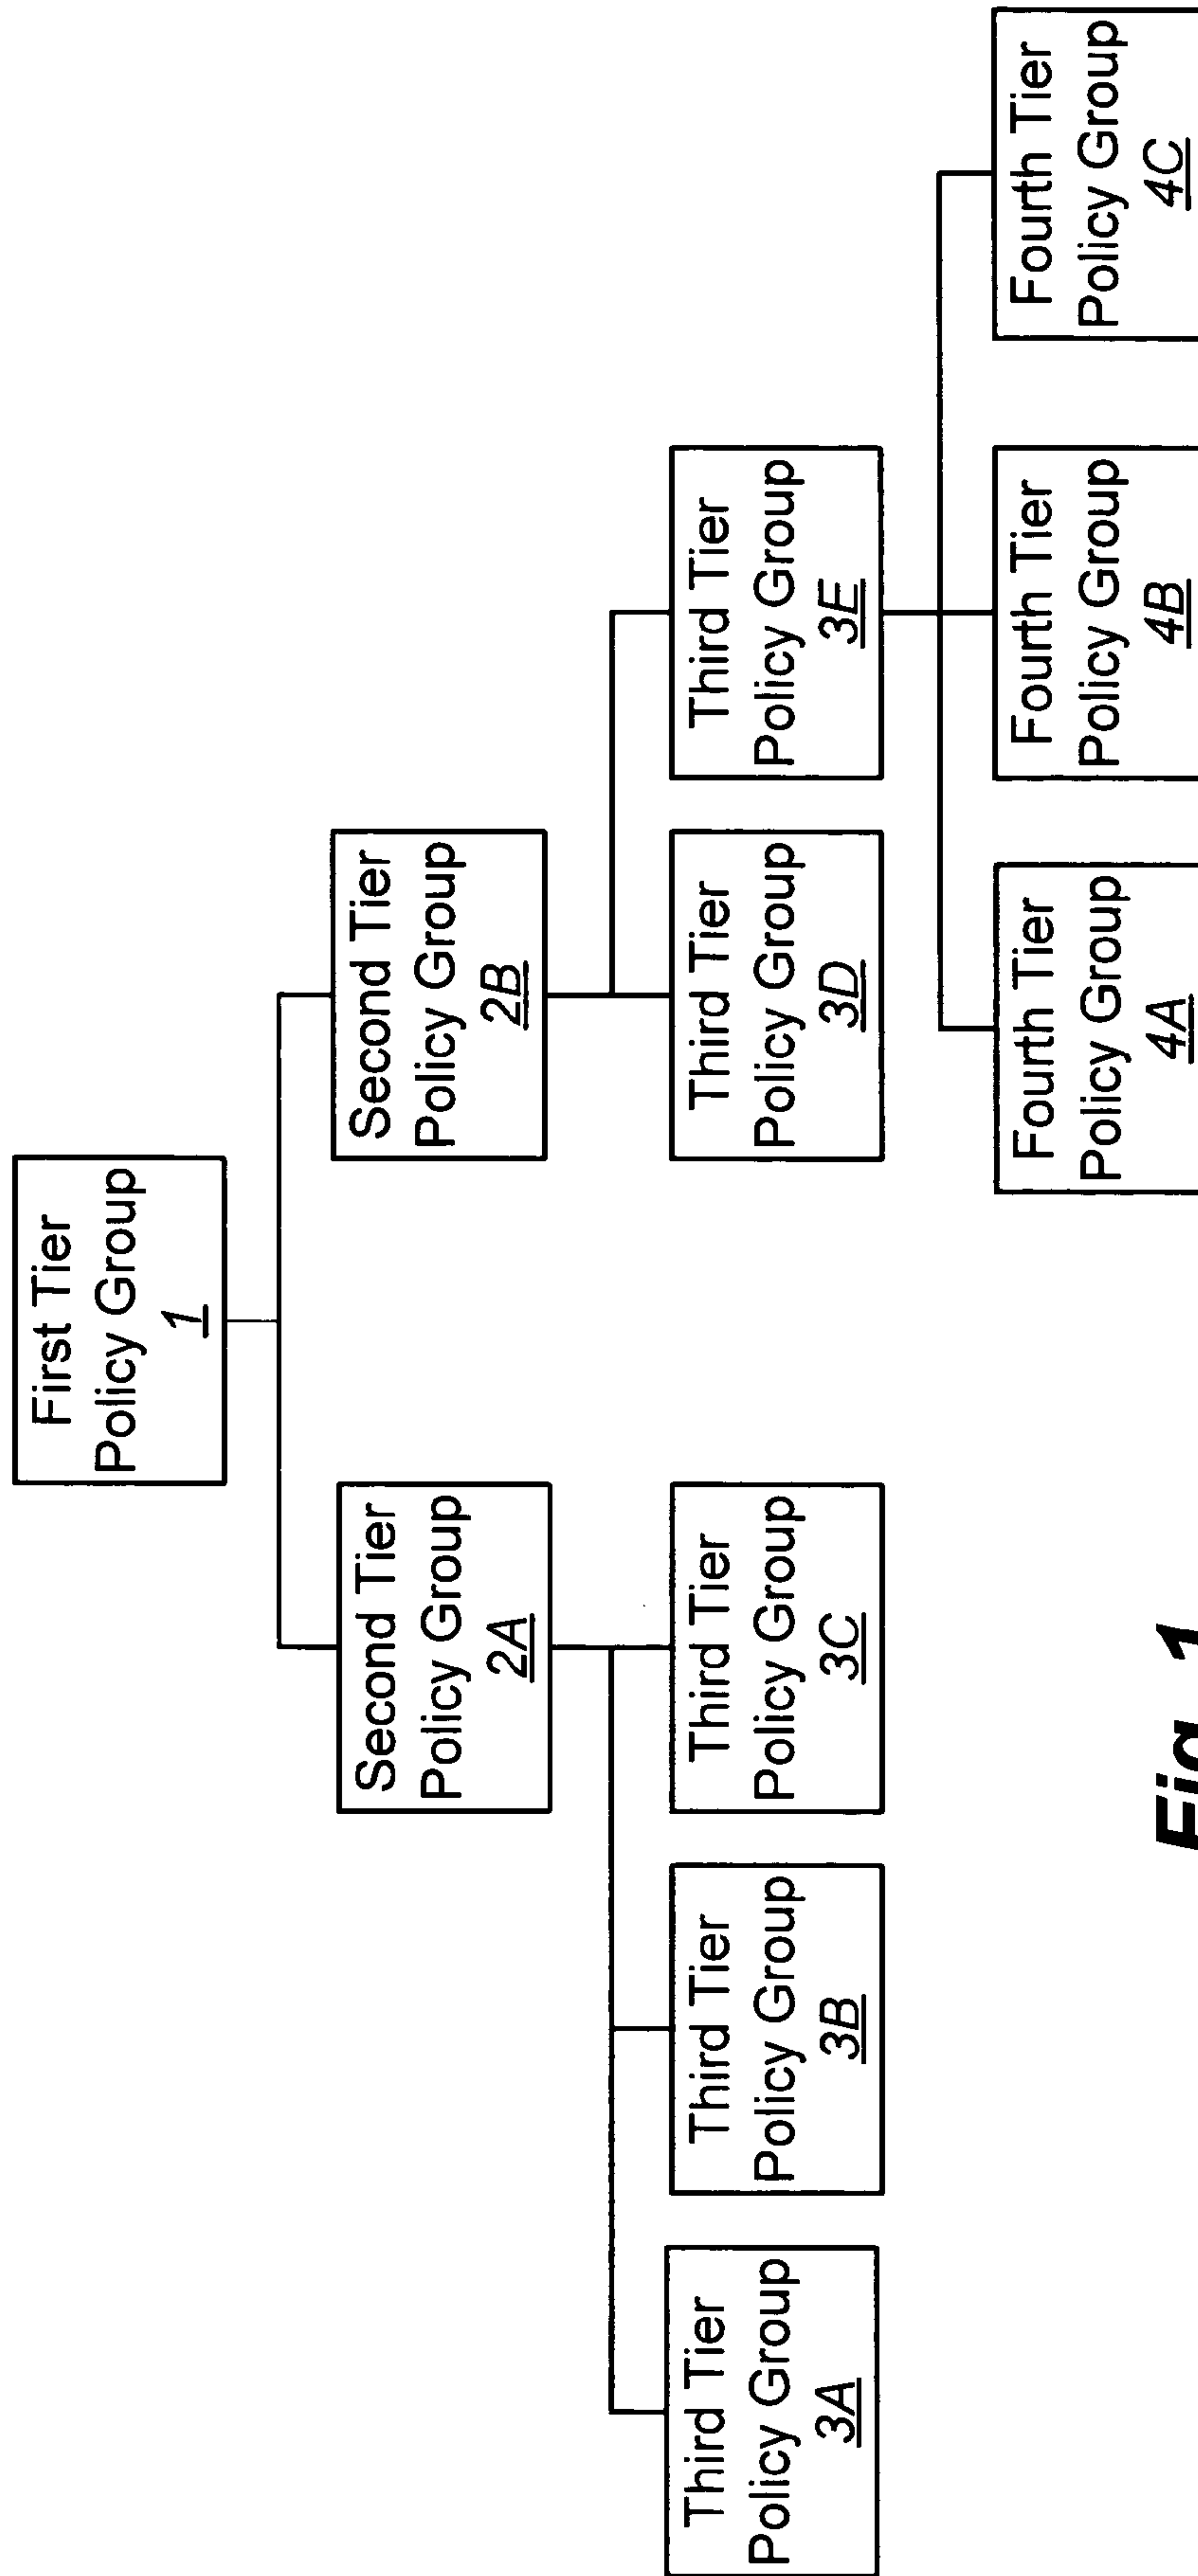 First Tier
Policy Group
1
Second Tier
Policy Group
2A
Second Tier
Policy Group
2B
Third Tier
Policy Group
3A
Third Tier
Policy Group
3B
Third Tier
Policy Group
3C
Third Tier
Policy Group
3D
Third Tier
Policy Group
3E
Fourth Tier
Policy Group
4A
Fourth Tier
Policy Group
4B
Fourth Tier
Policy Group
4C
Fig. 1